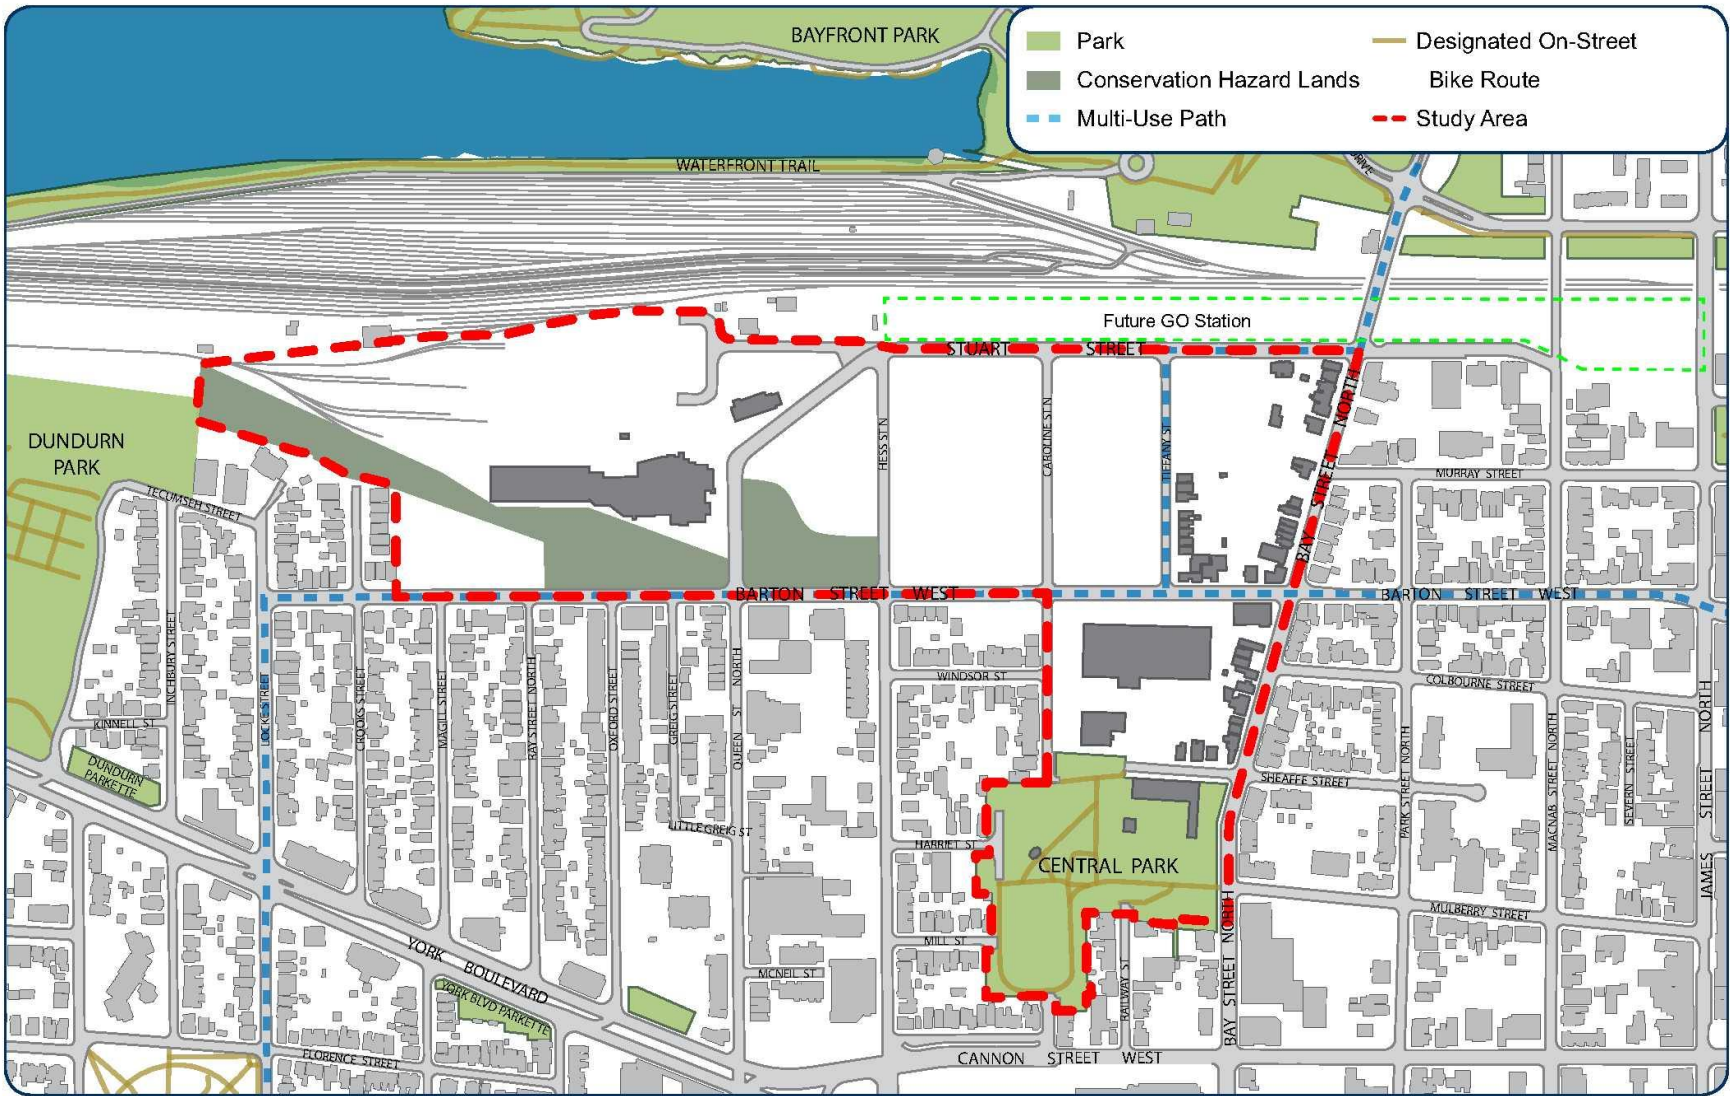 BAYFRONT PARK
Park
Conservation Hazard Lands
Multi-Use Path
Designated On-Street
Bike Route
Study Area
WATERFRONT TRAIL
DRIVE
Future GO Station
STUART STREET
DUNDURN
PARK
TECUMSEH STREET
HESS ST N
CAROLINE ST N
TIFFANY ST
BAY STREET NORTH
MURRAY STREET
BARTON STREET WEST
BARTON STREET WEST
INCHBURY STREET
LOCKE STREET
CROOKS STREET
MAGILL STREET
RAY STREET NORTH
OXFORD STREET
GREIG STREET
QUEEN ST NORTH
WINDSOR ST
COLBOURNE STREET
KINNELL ST
DUNDURN
PARKETTE
SHEAFFE STREET
PARK STREET NORTH
MACNAB STREET NORTH
SEVERN STREET
JAMES STREET NORTH
LITTLE GREIG ST
HARRIET ST
CENTRAL PARK
MULBERRY STREET
MILL ST
MCNEIL ST
RAILWAY ST
BAY STREET NORTH
YORK BOULEVARD
YORK BLVD PARKETTE
FLORENCE STREET
CANNON STREET WEST